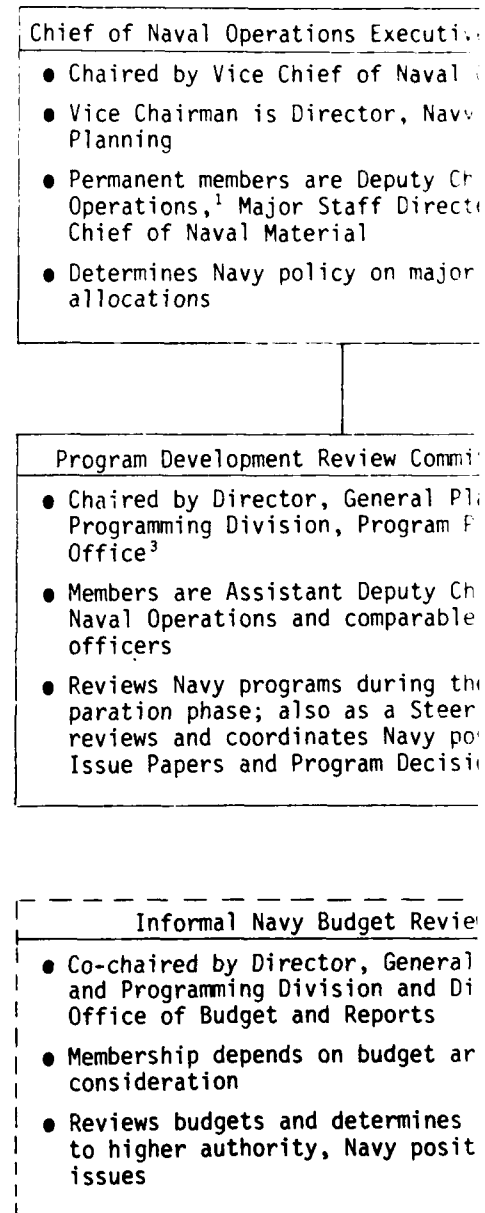 Chief of Naval Operations Executi
● Chaired by Vice Chief of Naval
● Vice Chairman is Director, Navy
Planning
● Permanent members are Deputy Ch
Operations,¹ Major Staff Direct
Chief of Naval Material
● Determines Navy policy on major
allocations
Program Development Review Commi
● Chaired by Director, General Pla
Programming Division, Program P
Office³
● Members are Assistant Deputy Ch
Naval Operations and comparable
officers
● Reviews Navy programs during the
paration phase; also as a Steer
reviews and coordinates Navy po
Issue Papers and Program Decisi
Informal Navy Budget Revie
● Co-chaired by Director, General
and Programming Division and Di
Office of Budget and Reports
● Membership depends on budget ar
consideration
● Reviews budgets and determines
to higher authority, Navy posit
issues